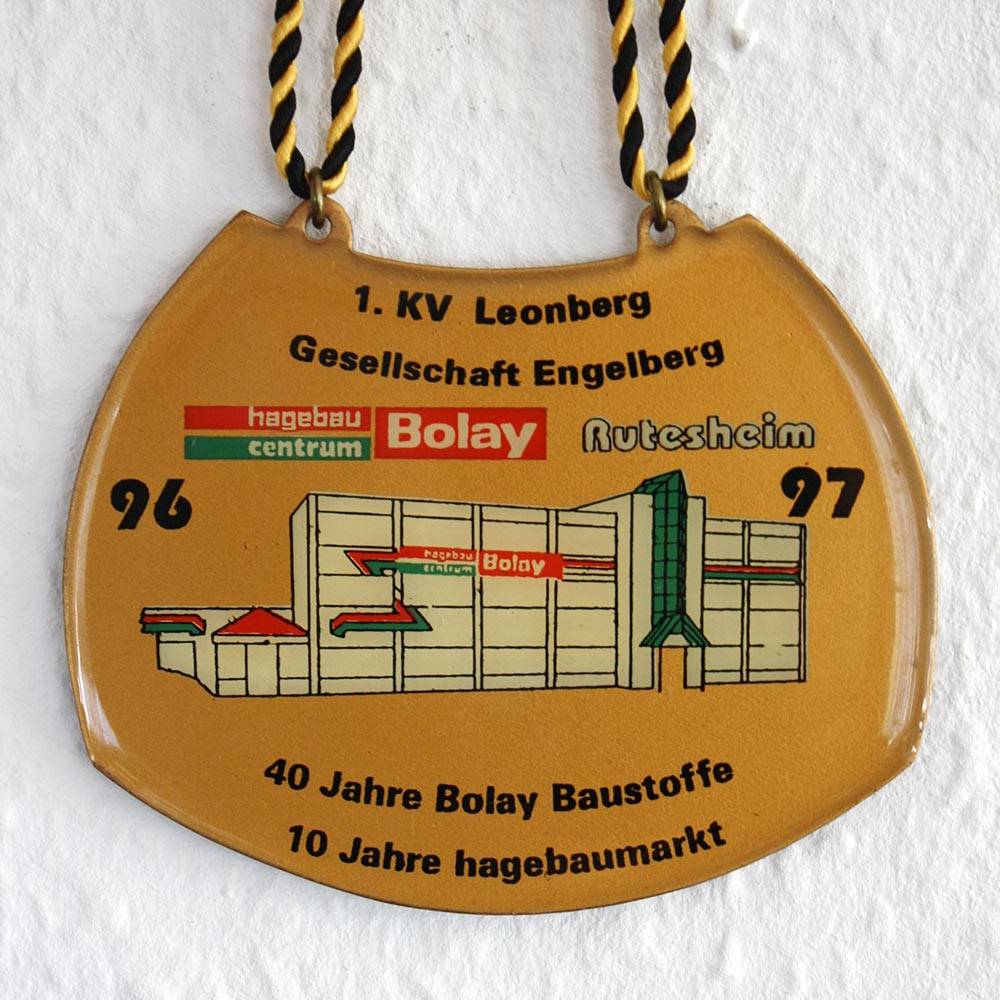 1. KV Leonberg
Gesellschaft Engelberg
hagebau
centrum
Bolay
Rutesheim
96
97
hagebau
centrum
Bolay
40 Jahre Bolay Baustoffe
10 Jahre hagebaumarkt